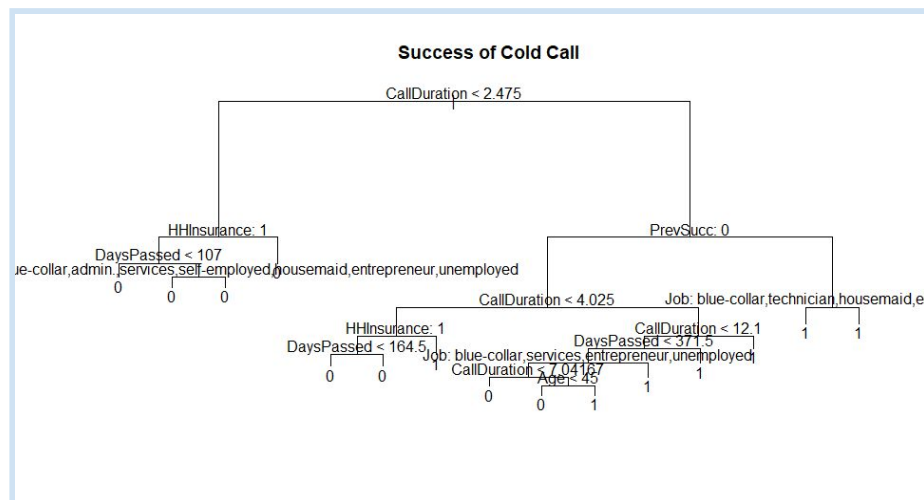 Success of Cold Call
CallDuration < 2.475
HHInsurance: 1
PrevSucc: 0
DaysPassed < 107
ue-collar,admin.,services,self-employed,housemaid,entrepreneur,unemployed
0
0
0
0
CallDuration < 4.025
Job: blue-collar,technician,housemaid,e
HHInsurance: 1
CallDuration < 12.1
1
1
DaysPassed < 164.5
DaysPassed < 371.5
Job: blue-collar,services,entrepreneur,unemployed
1
1
0
0
CallDuration < 7.04167
1
1
Age < 45
0
0
1